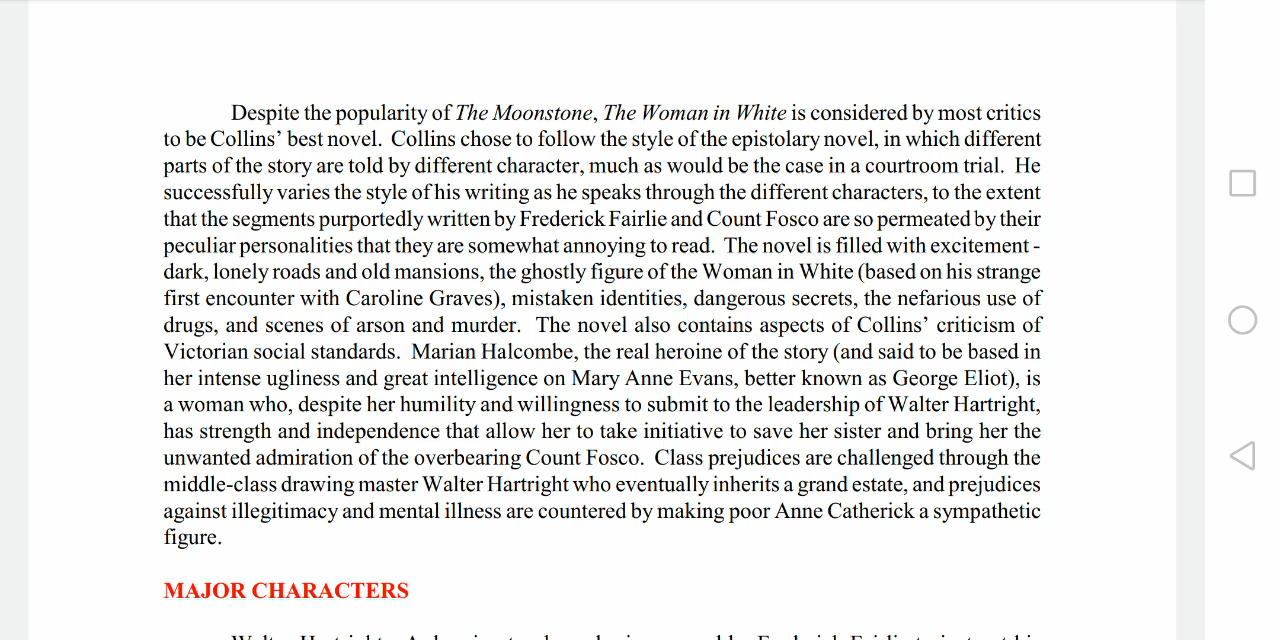 Despite the popularity of The Moonstone, The Woman in White is considered by most critics
to be Collins’ best novel.  Collins chose to follow the style of the epistolary novel, in which different
parts of the story are told by different character, much as would be the case in a courtroom trial.  He
successfully varies the style of his writing as he speaks through the different characters, to the extent
that the segments purportedly written by Frederick Fairlie and Count Fosco are so permeated by their
peculiar personalities that they are somewhat annoying to read.  The novel is filled with excitement -
dark, lonely roads and old mansions, the ghostly figure of the Woman in White (based on his strange
first encounter with Caroline Graves), mistaken identities, dangerous secrets, the nefarious use of
drugs, and scenes of arson and murder.  The novel also contains aspects of Collins’ criticism of
Victorian social standards.  Marian Halcombe, the real heroine of the story (and said to be based in
her intense ugliness and great intelligence on Mary Anne Evans, better known as George Eliot), is
a woman who, despite her humility and willingness to submit to the leadership of Walter Hartright,
has strength and independence that allow her to take initiative to save her sister and bring her the
unwanted admiration of the overbearing Count Fosco.  Class prejudices are challenged through the
middle-class drawing master Walter Hartright who eventually inherits a grand estate, and prejudices
against illegitimacy and mental illness are countered by making poor Anne Catherick a sympathetic
figure.
MAJOR CHARACTERS